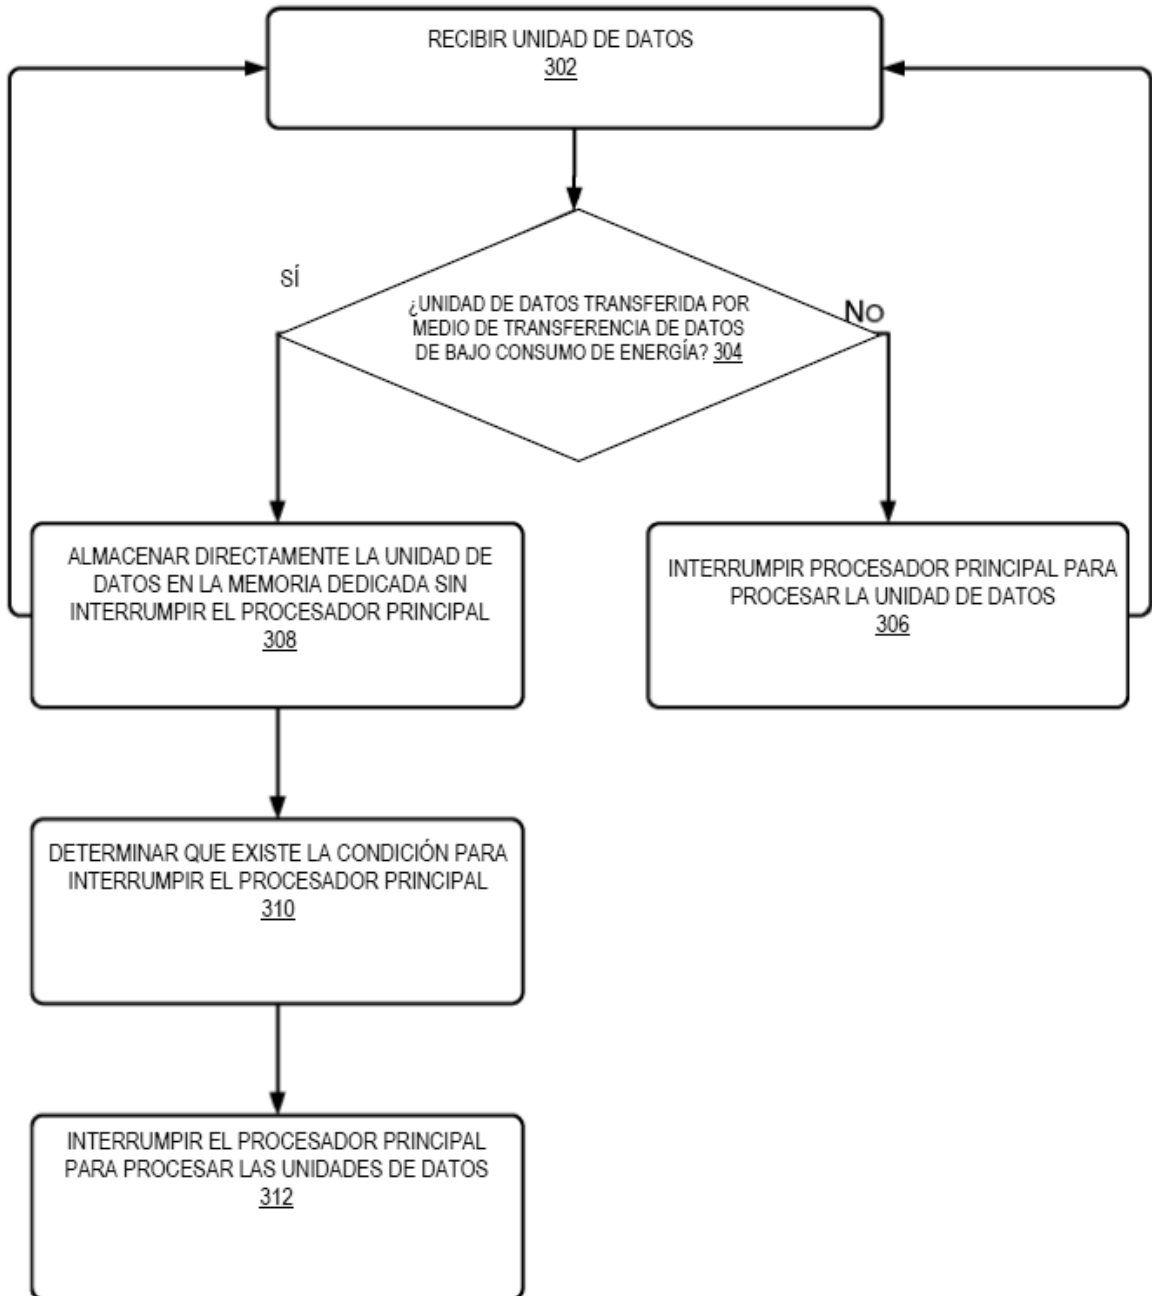 RECIBIR UNIDAD DE DATOS
302
SÍ
¿UNIDAD DE DATOS TRANSFERIDA POR
MEDIO DE TRANSFERENCIA DE DATOS
DE BAJO CONSUMO DE ENERGÍA? 304
No
ALMACENAR DIRECTAMENTE LA UNIDAD DE
DATOS EN LA MEMORIA DEDICADA SIN
INTERRUMPIR EL PROCESADOR PRINCIPAL
308
INTERRUMPIR PROCESADOR PRINCIPAL PARA
PROCESAR LA UNIDAD DE DATOS
306
DETERMINAR QUE EXISTE LA CONDICIÓN PARA
INTERRUMPIR EL PROCESADOR PRINCIPAL
310
INTERRUMPIR EL PROCESADOR PRINCIPAL
PARA PROCESAR LAS UNIDADES DE DATOS
312